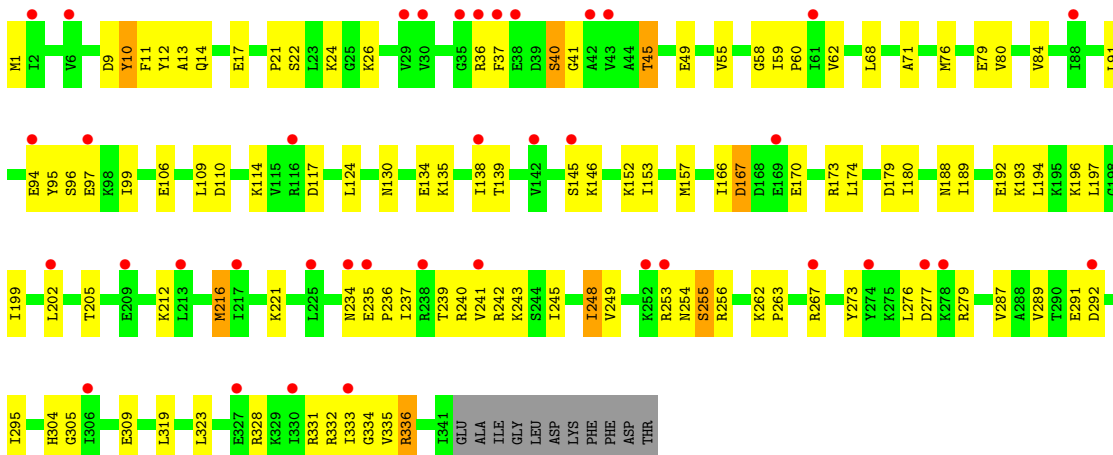 M1 I2 V6 D9 Y10 F11 Y12 A13 Q14 E17 P21 S22 L23 K24 G25 K26 V29 V30 G35 R36 F37 E38 D39 S40 G41 A42 V43 A44 T45 E49 V55 G58 I59 P60 I61 V62 L68 A71 M76 E79 V80 V84 I88 I91
E94 Y95 S96 E97 K98 I99 E106 L109 D110 K114 V115 R116 D117 L124 N130 E134 K135 I138 T139 V142 S145 K146 K152 I153 M157 I166 D167 D168 E169 E170 R173 L174 D179 I180 N188 I189 E192 K193 L194 K195 K196 L197 G198
I199 L202 T205 E209 K212 L213 M216 I217 K221 L225 N234 E235 P236 I237 R238 T239 R240 V241 R242 K243 S244 I245 I248 V249 K252 R253 N254 S255 R256 K262 P263 R267 Y273 Y274 K275 L276 D277 K278 R279 V287 A288 V289 T290 E291 D292
I295 H304 G305 I306 E309 L319 L323 E327 R328 K329 I330 R331 R332 I333 G334 V335 R336 I341 GLU ALA ILE GLY LEU ASP LYS PHE PHE ASP THR